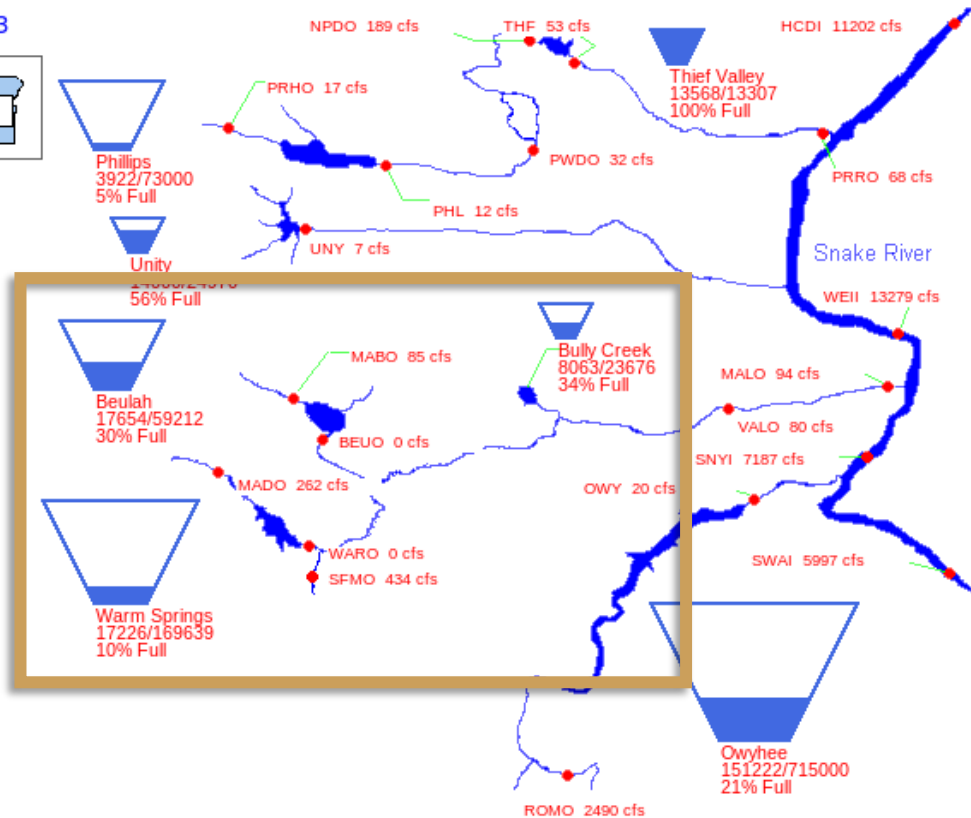 NPDO 189 cfs
THF 53 cfs
HCDI 11202 cfs
PRHO 17 cfs
Thief Valley
13568/13307
100% Full
Phillips
3922/73000
5% Full
PWDO 32 cfs
PRRO 68 cfs
PHL 12 cfs
UNY 7 cfs
Snake River
Unity
56% Full
WEII 13279 cfs
MABO 85 cfs
Bully Creek
8063/23676
34% Full
MALO 94 cfs
Beulah
17654/59212
30% Full
VALO 80 cfs
BEUO 0 cfs
SNYI 7187 cfs
MADO 262 cfs
OWY 20 cfs
WARO 0 cfs
SWAI 5997 cfs
SFMO 434 cfs
Warm Springs
17226/169639
10% Full
Owyhee
151222/715000
21% Full
ROMO 2490 cfs